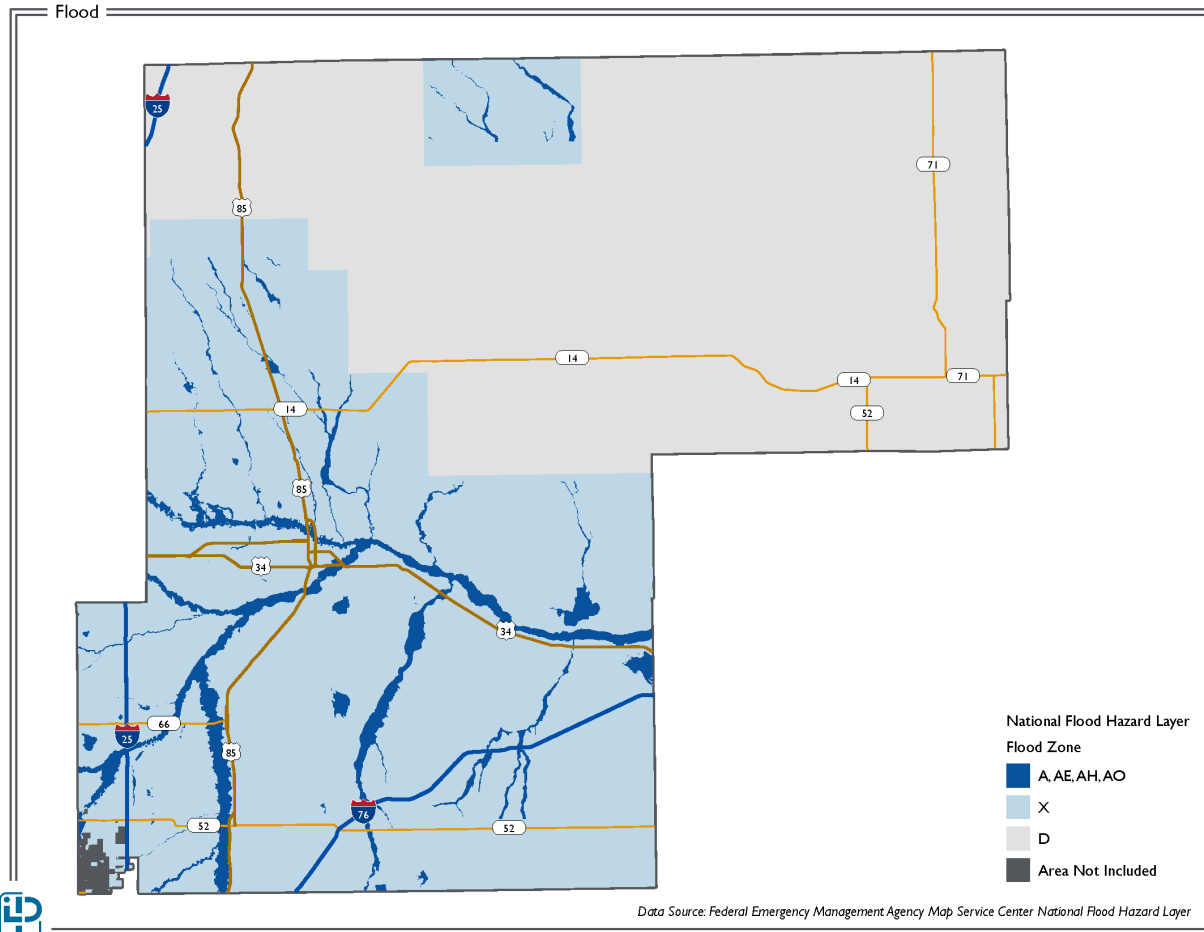 Flood
25
85
71
14
14
71
52
14
85
34
34
66
25
85
76
52
52
National Flood Hazard Layer
Flood Zone
A, AE, AH, AO
X
D
Area Not Included
Data Source: Federal Emergency Management Agency Map Service Center National Flood Hazard Layer